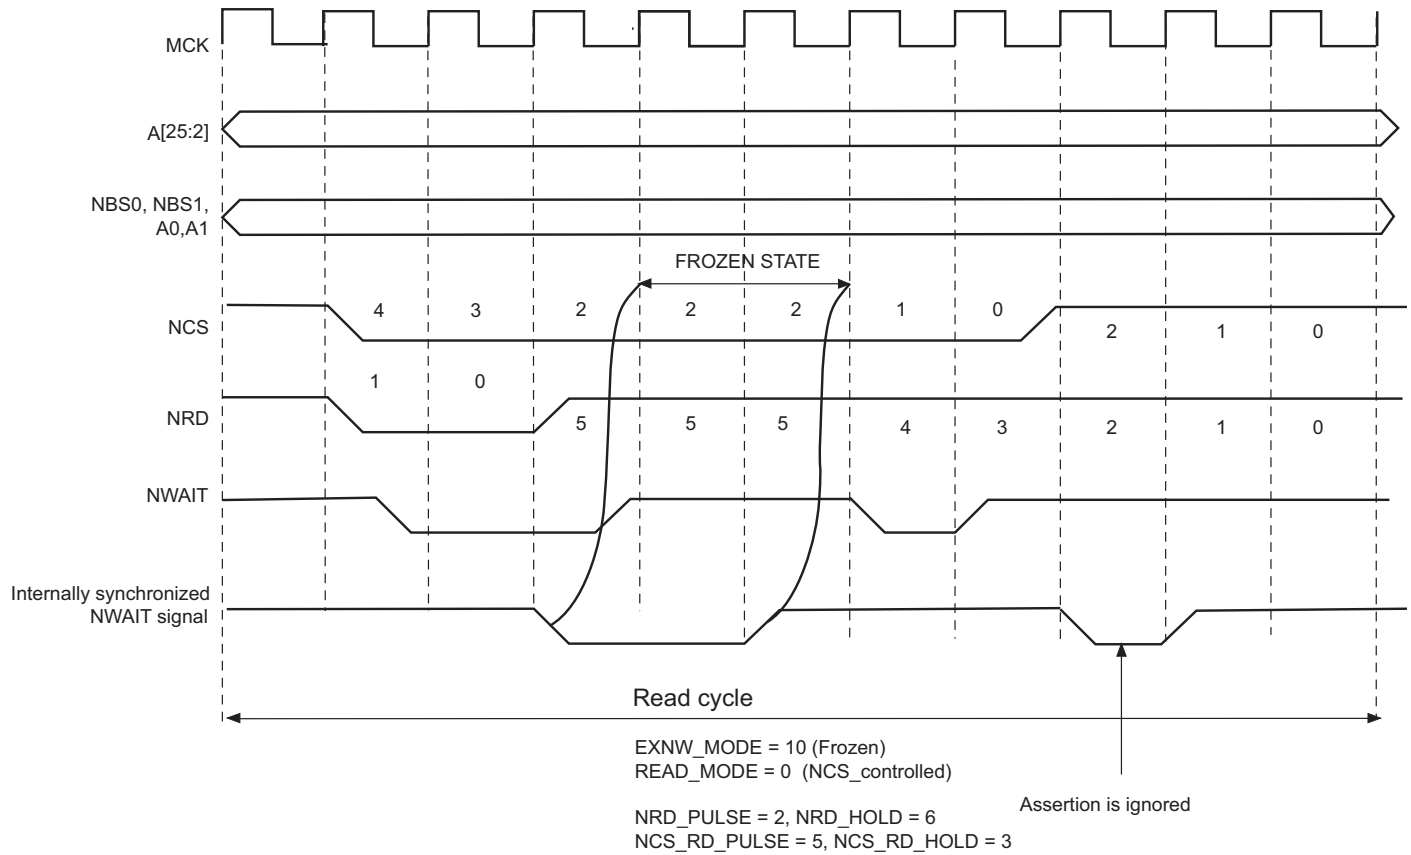 MCK
A[25:2]
NBS0, NBS1,
A0,A1
FROZEN STATE
4 3 2 2 2 1 0
NCS
2 1 0
1 0
NRD
5 5 5 4 3 2 1 0
NWAIT
Internally synchronized
NWAIT signal
Read cycle
EXNW_MODE = 10 (Frozen)
READ_MODE = 0 (NCS_controlled)
Assertion is ignored
NRD_PULSE = 2, NRD_HOLD = 6
NCS_RD_PULSE = 5, NCS_RD_HOLD = 3